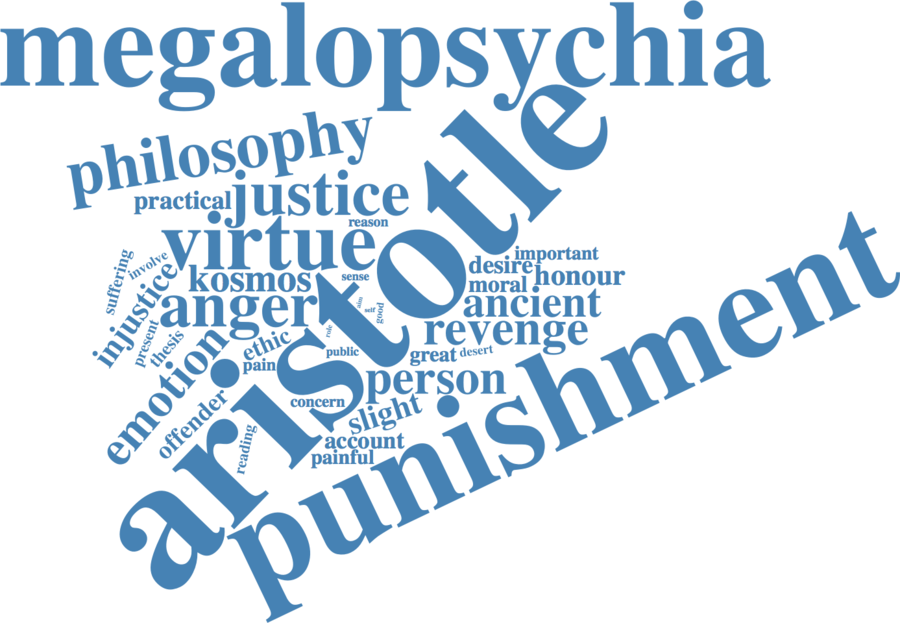 megalopsychia
philosophy
aristotle
practical
justice
reason
virtue
suffering
involve
kosmos
sense
important
desire
honour
moral
injustice
anger
aim
self
good
ancient
present
thesis
role
revenge
emotion
ethic
pain
public
great
desert
person
offender
concern
slight
reading
account
painful
punishment